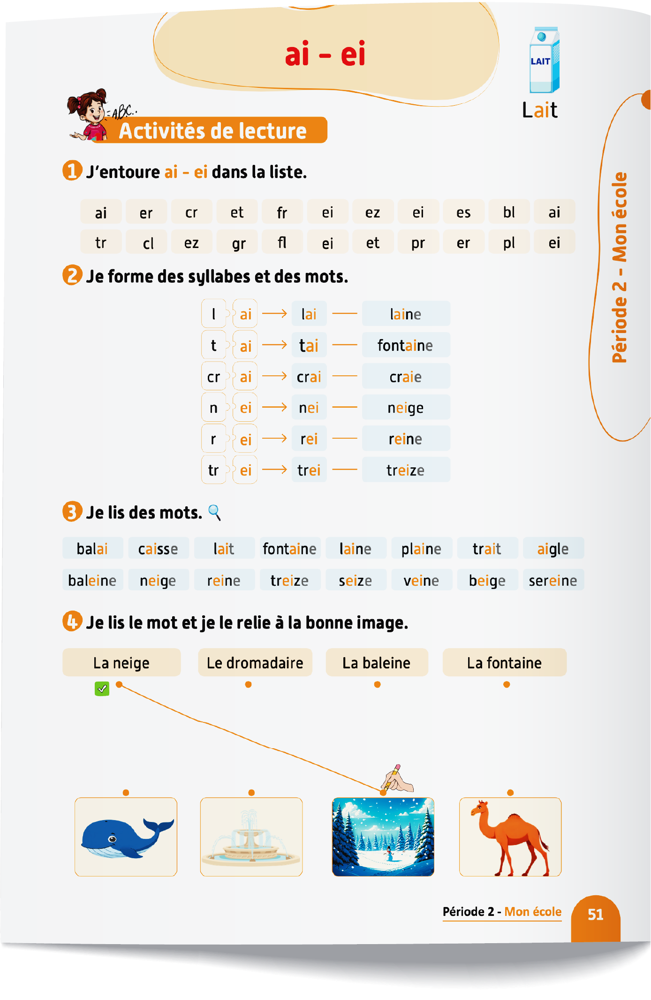 ai - ei
LAIT
Lait
A.B.C..
Activités de lecture
1 J'entoure ai - ei dans la liste.
ai er cr et fr ei ez ei es bl ai
tr cl ez gr fl ei et pr er pl ei
2 Je forme des syllabes et des mots.
l ai lai laine
t ai tai fontaine
cr ai crai craie
n ei nei neige
r ei rei reine
tr ei trei treize
3 Je lis des mots.
balai caisse lait fontaine laine plaine trait aigle
baleine neige reine treize seize veine beige sereine
4 Je lis le mot et je le relie à la bonne image.
La neige Le dromadaire La baleine La fontaine
Période 2 - Mon école
51
Période 2 - Mon école